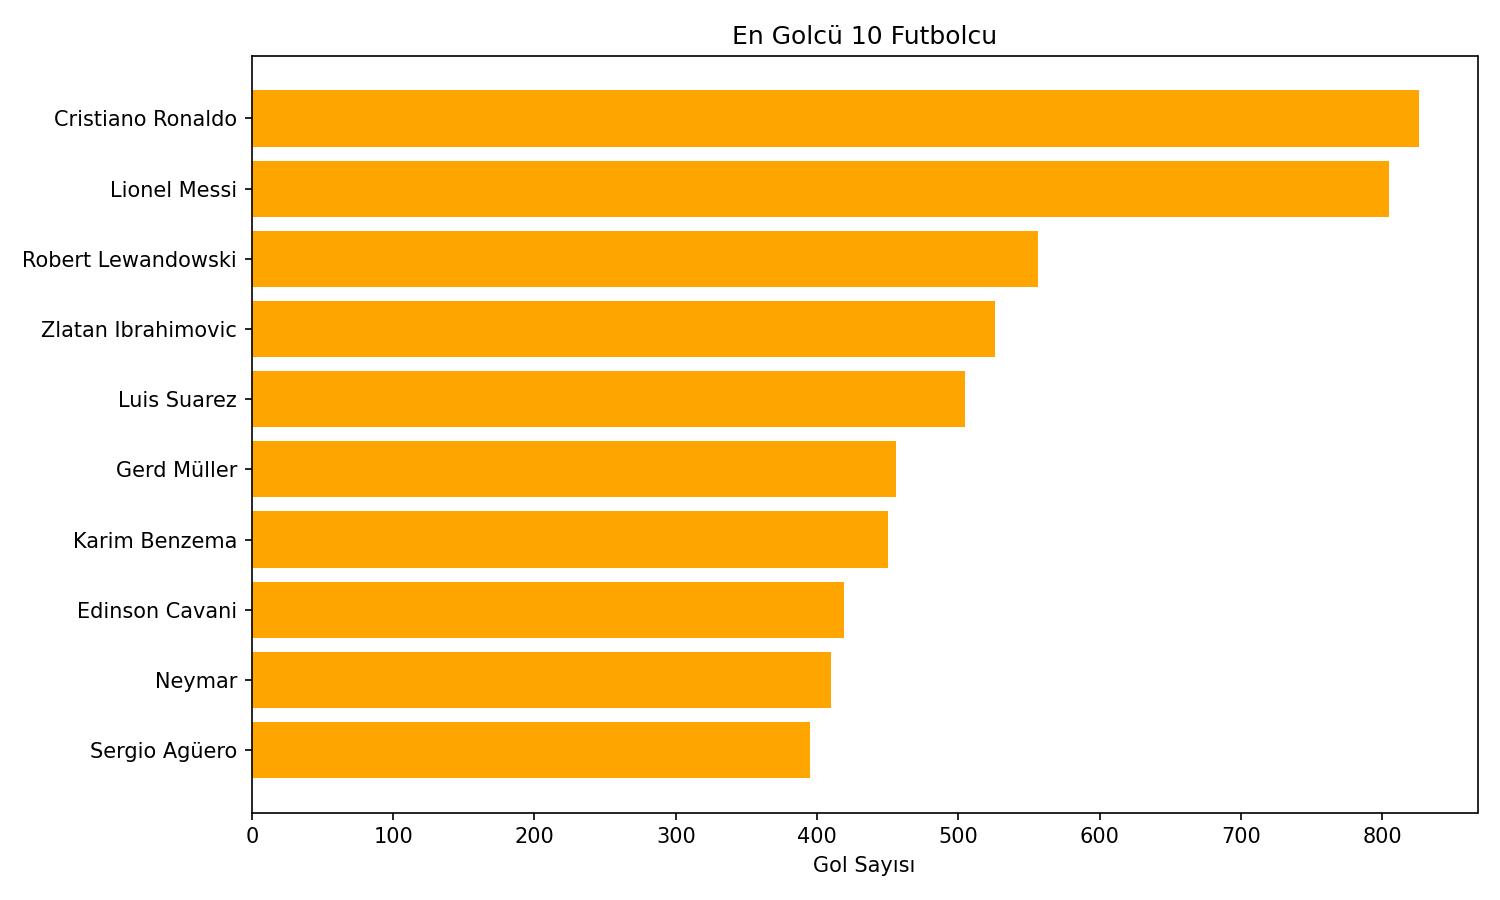 En Golcü 10 Futbolcu
Cristiano Ronaldo
Lionel Messi
Robert Lewandowski
Zlatan Ibrahimovic
Luis Suarez
Gerd Müller
Karim Benzema
Edinson Cavani
Neymar
Sergio Agüero
0 100 200 300 400 500 600 700 800
Gol Sayısı